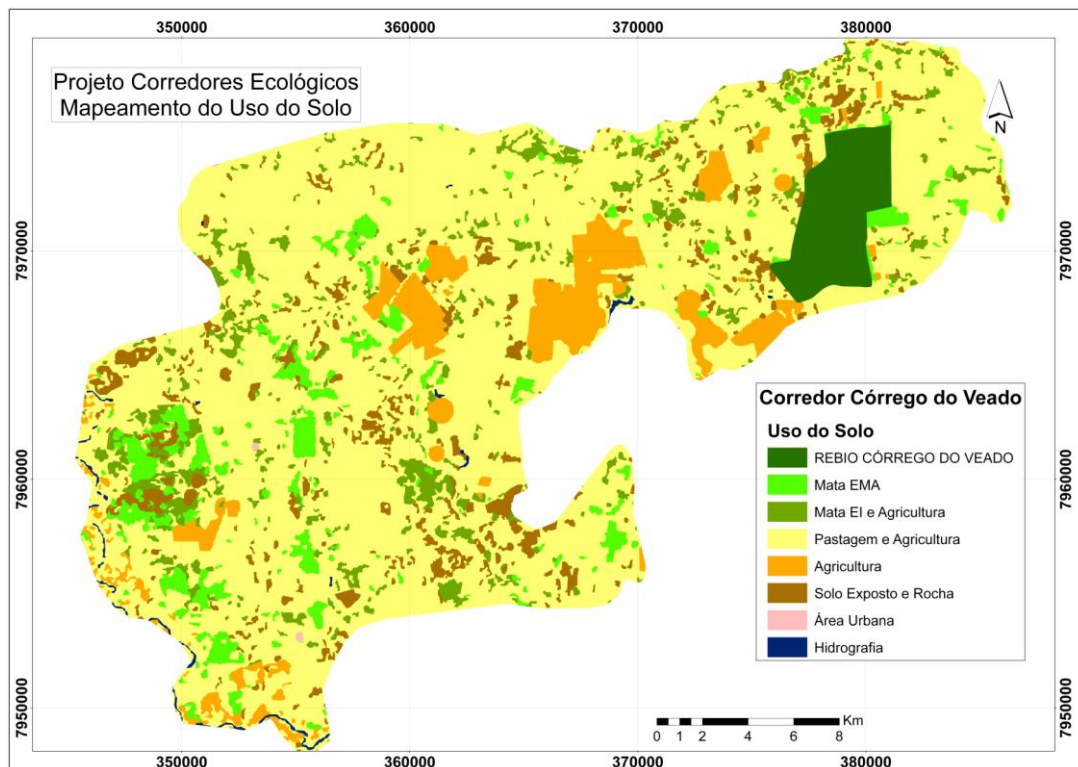 350000
360000
370000
380000
Projeto Corredores Ecológicos
Mapeamento do Uso do Solo
N
7970000
7970000
Corredor Córrego do Veado
Uso do Solo
REBIO CÓRREGO DO VEADO
Mata EMA
Mata EI e Agricultura
Pastagem e Agricultura
Agricultura
Solo Exposto e Rocha
Área Urbana
Hidrografia
7960000
7960000
7950000
7950000
Km
0 1 2 4 6 8
350000
360000
370000
380000